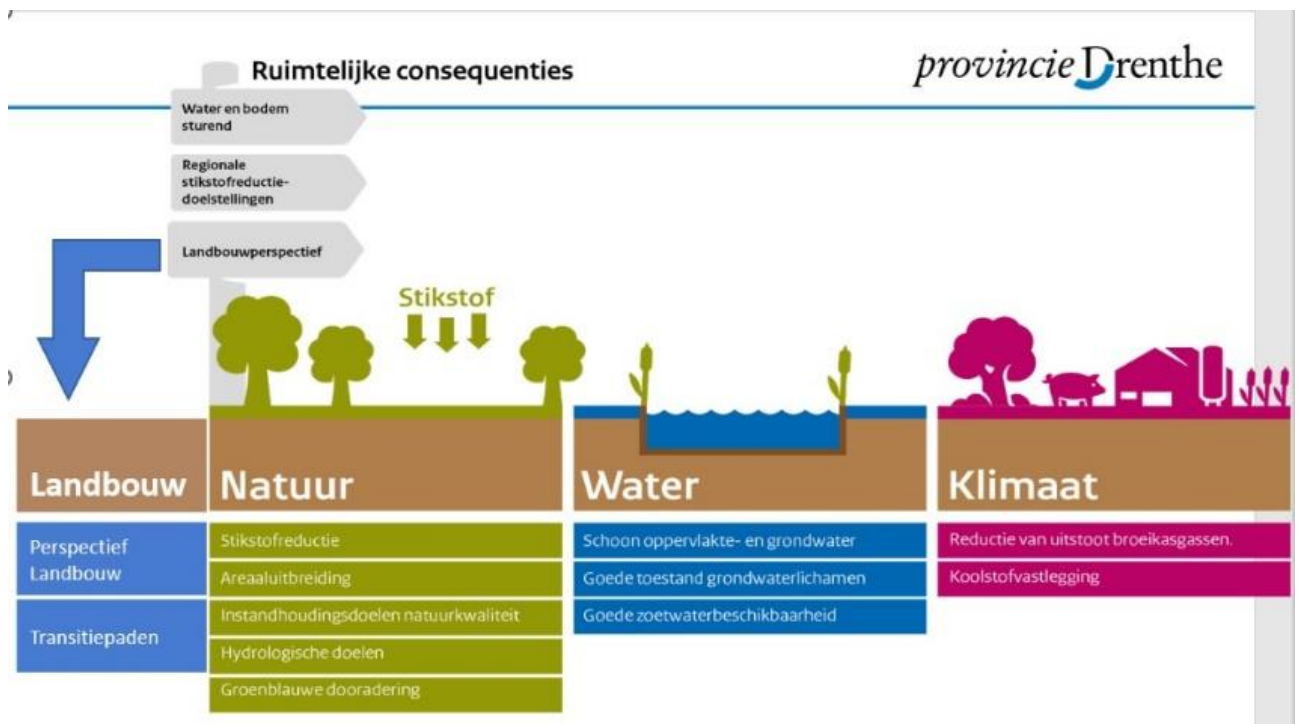 Ruimtelijke consequenties
provincie Drenthe
Water en bodem
sturend
Regionale
stikstofreductie-
doelstellingen
Landbouwperspectief
Stikstof
Landbouw
Natuur
Water
Klimaat
Perspectief
Landbouw
Transitiepaden
Stikstofreductie
Areaaluitbreiding
Instandhoudingsdoelen natuurkwaliteit
Hydrologische doelen
Groenblauwe dooradering
Schoon oppervlakte- en grondwater
Goede toestand grondwaterlichamen
Goede zoetwaterbeschikbaarheid
Reductie van uitstoot broeikasgassen.
Koolstofvastlegging